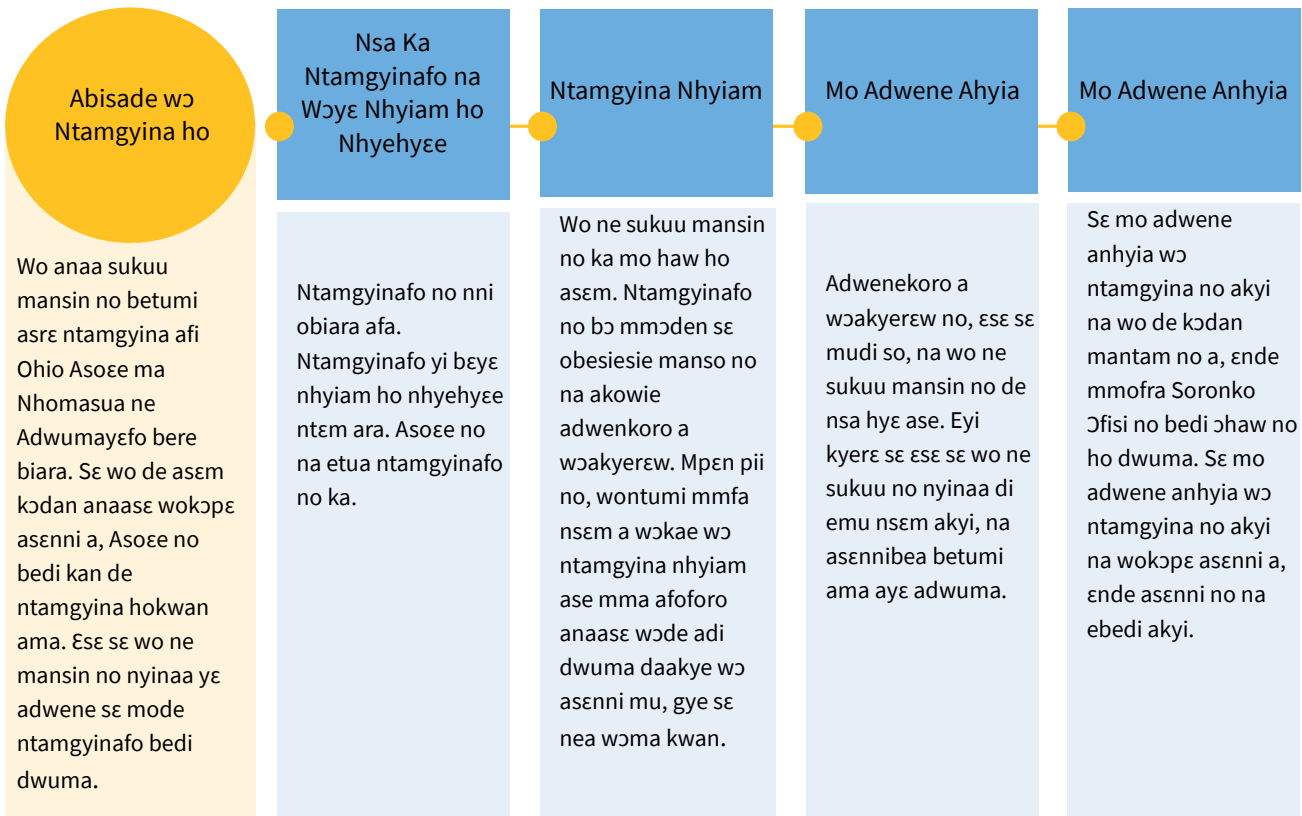 Abisade wɔ
Ntamgyina ho
Wo anaa sukuu
mansin no betumi
asrɛ ntamgyina afi
Ohio Asoɛe ma
Nhomasua ne
Adwumayɛfo bere
biara. Sɛ wo de asɛm
kɔdan anaasɛ wokɔpɛ
asɛnni a, Asoɛe no
bedi kan de
ntamgyina hokwan
ama. Ɛsɛ sɛ wo ne
mansin no nyinaa yɛ
adwene sɛ mode
ntamgyinafo bedi
dwuma.
Nsa Ka
Ntamgyinafo na
Wɔyɛ Nhyiam ho
Nhyehyɛe
Ntamgyinafo no nni
obiara afa.
Ntamgyinafo yi bɛyɛ
nhyiam ho nhyehyɛe
ntɛm ara. Asoɛe no
na etua ntamgyinafo
no ka.
Ntamgyina Nhyiam
Wo ne sukuu mansin
no ka mo haw ho
asɛm. Ntamgyinafo
no bɔ mmɔden sɛ
obesiesie manso no
na akowie
adwenkoro a
wɔakyerɛw. Mpɛn pii
no, wontumi mmfa
nsɛm a wɔkae wɔ
ntamgyina nhyiam
ase mma afoforo
anaasɛ wɔde adi
dwuma daakye wɔ
asɛnni mu, gye sɛ
nea wɔma kwan.
Mo Adwene Ahyia
Adwenekoro a
wɔakyerɛw no, ɛsɛ sɛ
mudi so, na wo ne
sukuu mansin no de
nsa hyɛ ase. Eyi
kyerɛ sɛ ɛsɛ sɛ wo ne
sukuu no nyinaa di
emu nsɛm akyi, na
asɛnnibea betumi
ama ayɛ adwuma.
Mo Adwene Anhyia
Sɛ mo adwene
anhyia wɔ
ntamgyina no akyi
na wo de kɔdan
mantam no a, ɛnde
mmofra Soronko
Ɔfisi no bedi ɔhaw no
ho dwuma. Sɛ mo
adwene anhyia wɔ
ntamgyina no akyi
na wokɔpɛ asɛnni a,
ɛnde asɛnni no na
ebedi akyi.